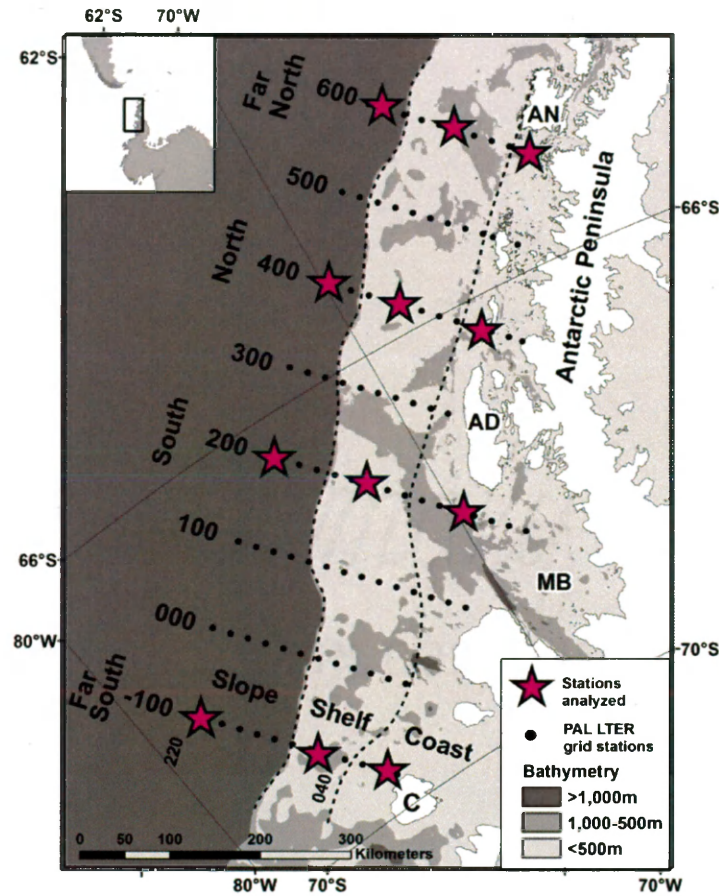 62°S 70°W
62°S
Far North
600
AN
500
Antarctic Peninsula
66°S
North
400
300
AD
South
200
100
66°S
MB
000
80°W
70°S
Far South
-100
Slope
Shelf
Coast
220
040
C
Stations analyzed
PAL LTER grid stations
Bathymetry
>1,000m
1,000-500m
<500m
0 50 100 200 300
Kilometers
80°W 70°S 70°W